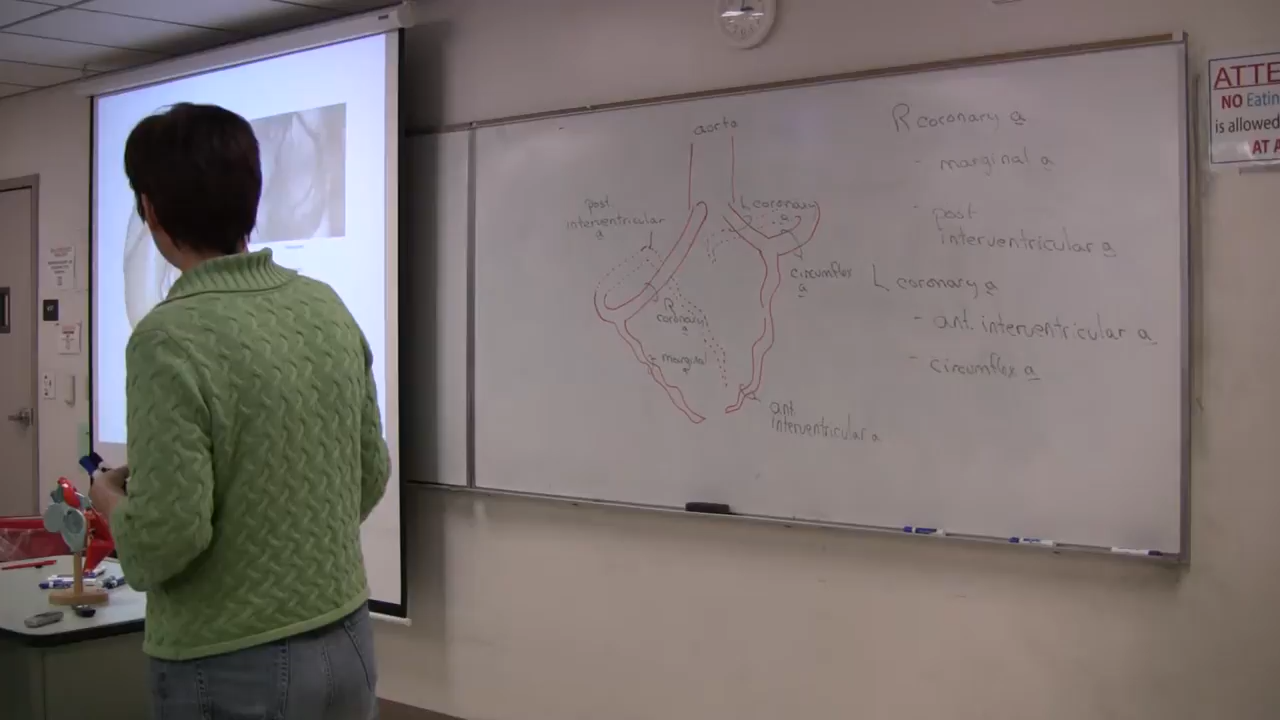 aorta
post.
interventricular
a
L coronary
a
circumflex
a
R
coronary
a
marginal
a
ant.
interventricular a
R coronary a
- marginal a
- post
interventricular a
L coronary a
- ant. interventricular a
- circumflex a
ATTE
NO Eatin
is allowed
AT A